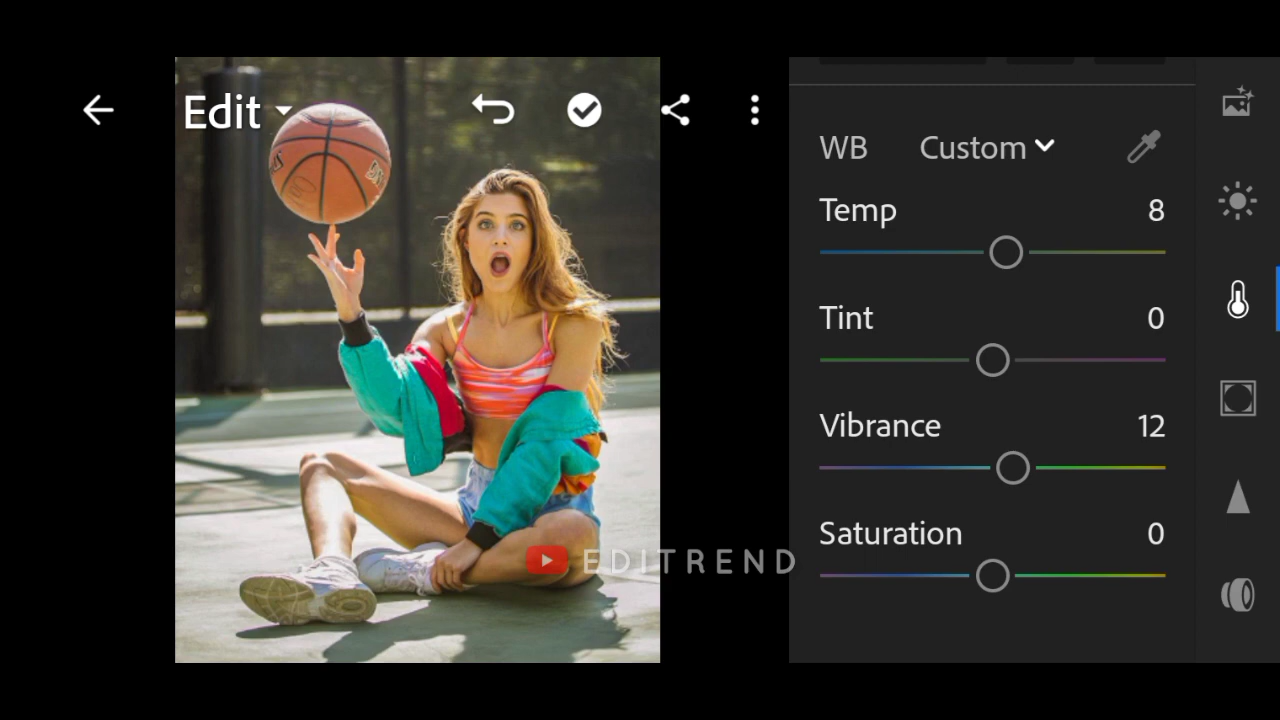 Edit
WB Custom
Temp 8
Tint 0
Vibrance 12
Saturation 0
EDITREND